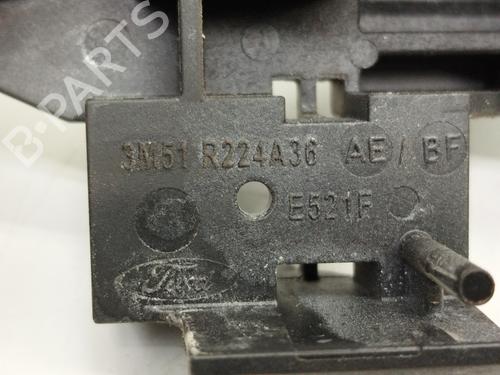 B-PARTS
3M51 R224A36 AE / BF
E521F
Ford